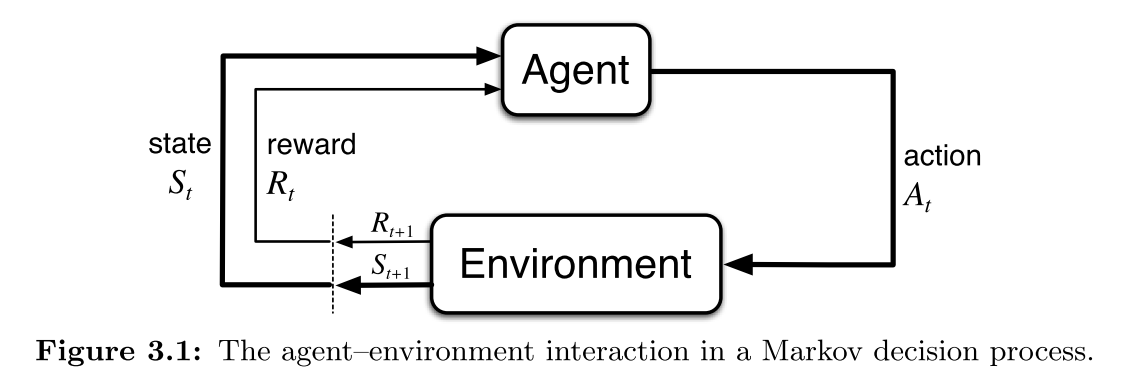 Agent
state
S_t
reward
R_t
action
A_t
R_{t+1}
S_{t+1}
Environment
Figure 3.1: The agent–environment interaction in a Markov decision process.